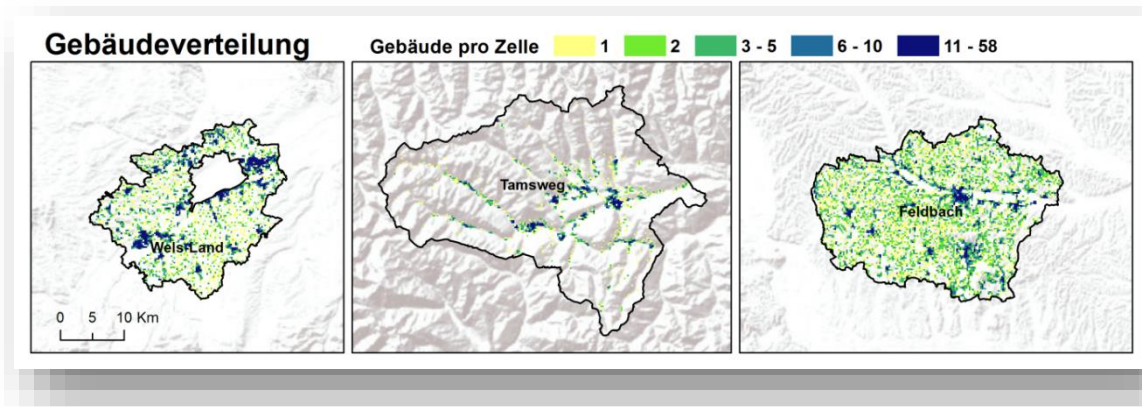 Gebäudeverteilung
Gebäude pro Zelle 1 2 3 - 5 6 - 10 11 - 58
Wels-Land
0 5 10 Km
Tamsweg
Feldbach